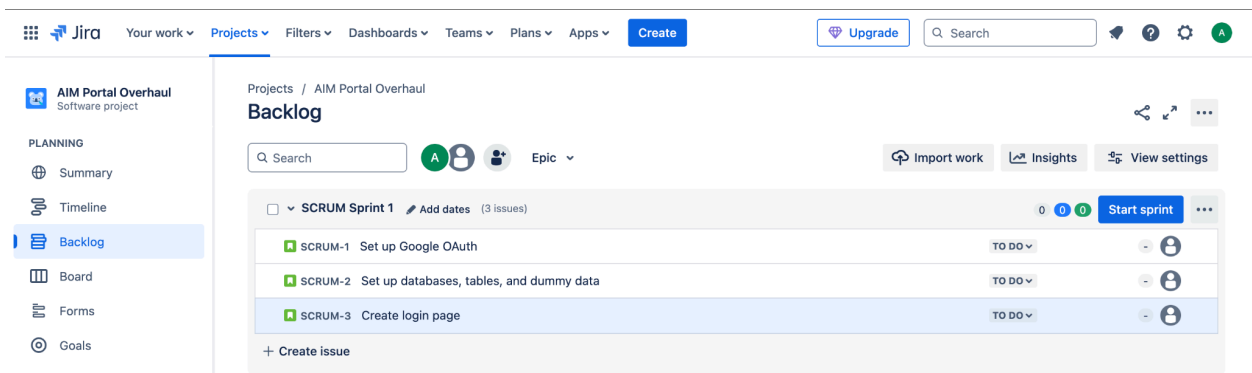 Jira Your work Projects Filters Dashboards Teams Plans Apps Create Upgrade Search A
AIM Portal Overhaul
Software project
PLANNING
Summary
Timeline
Backlog
Board
Forms
Goals
Projects / AIM Portal Overhaul
Backlog
Search A Epic Import work Insights View settings
SCRUM Sprint 1 Add dates (3 issues) 0 0 0 Start sprint
SCRUM-1 Set up Google OAuth TO DO -
SCRUM-2 Set up databases, tables, and dummy data TO DO -
SCRUM-3 Create login page TO DO -
+ Create issue